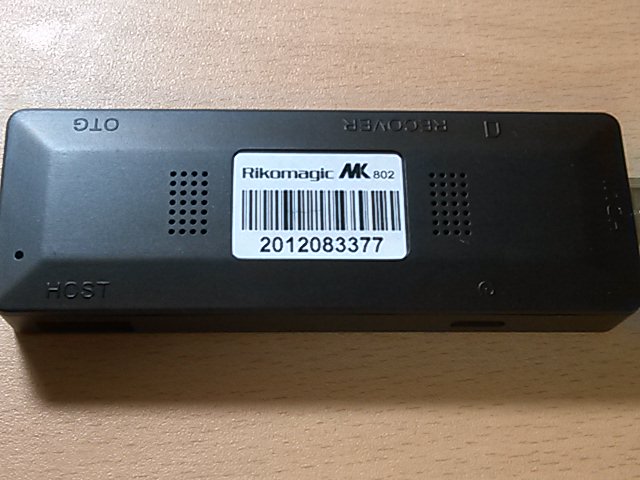 OTG
RECOVER
Rikomagic MK 802
2012083377
HOST